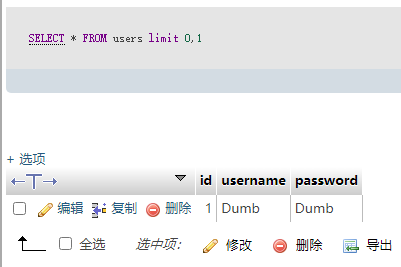 SELECT * FROM users limit 0,1
+ 选项
←T→ id username password
编辑 复制 删除 1 Dumb Dumb
全选 选中项: 修改 删除 导出